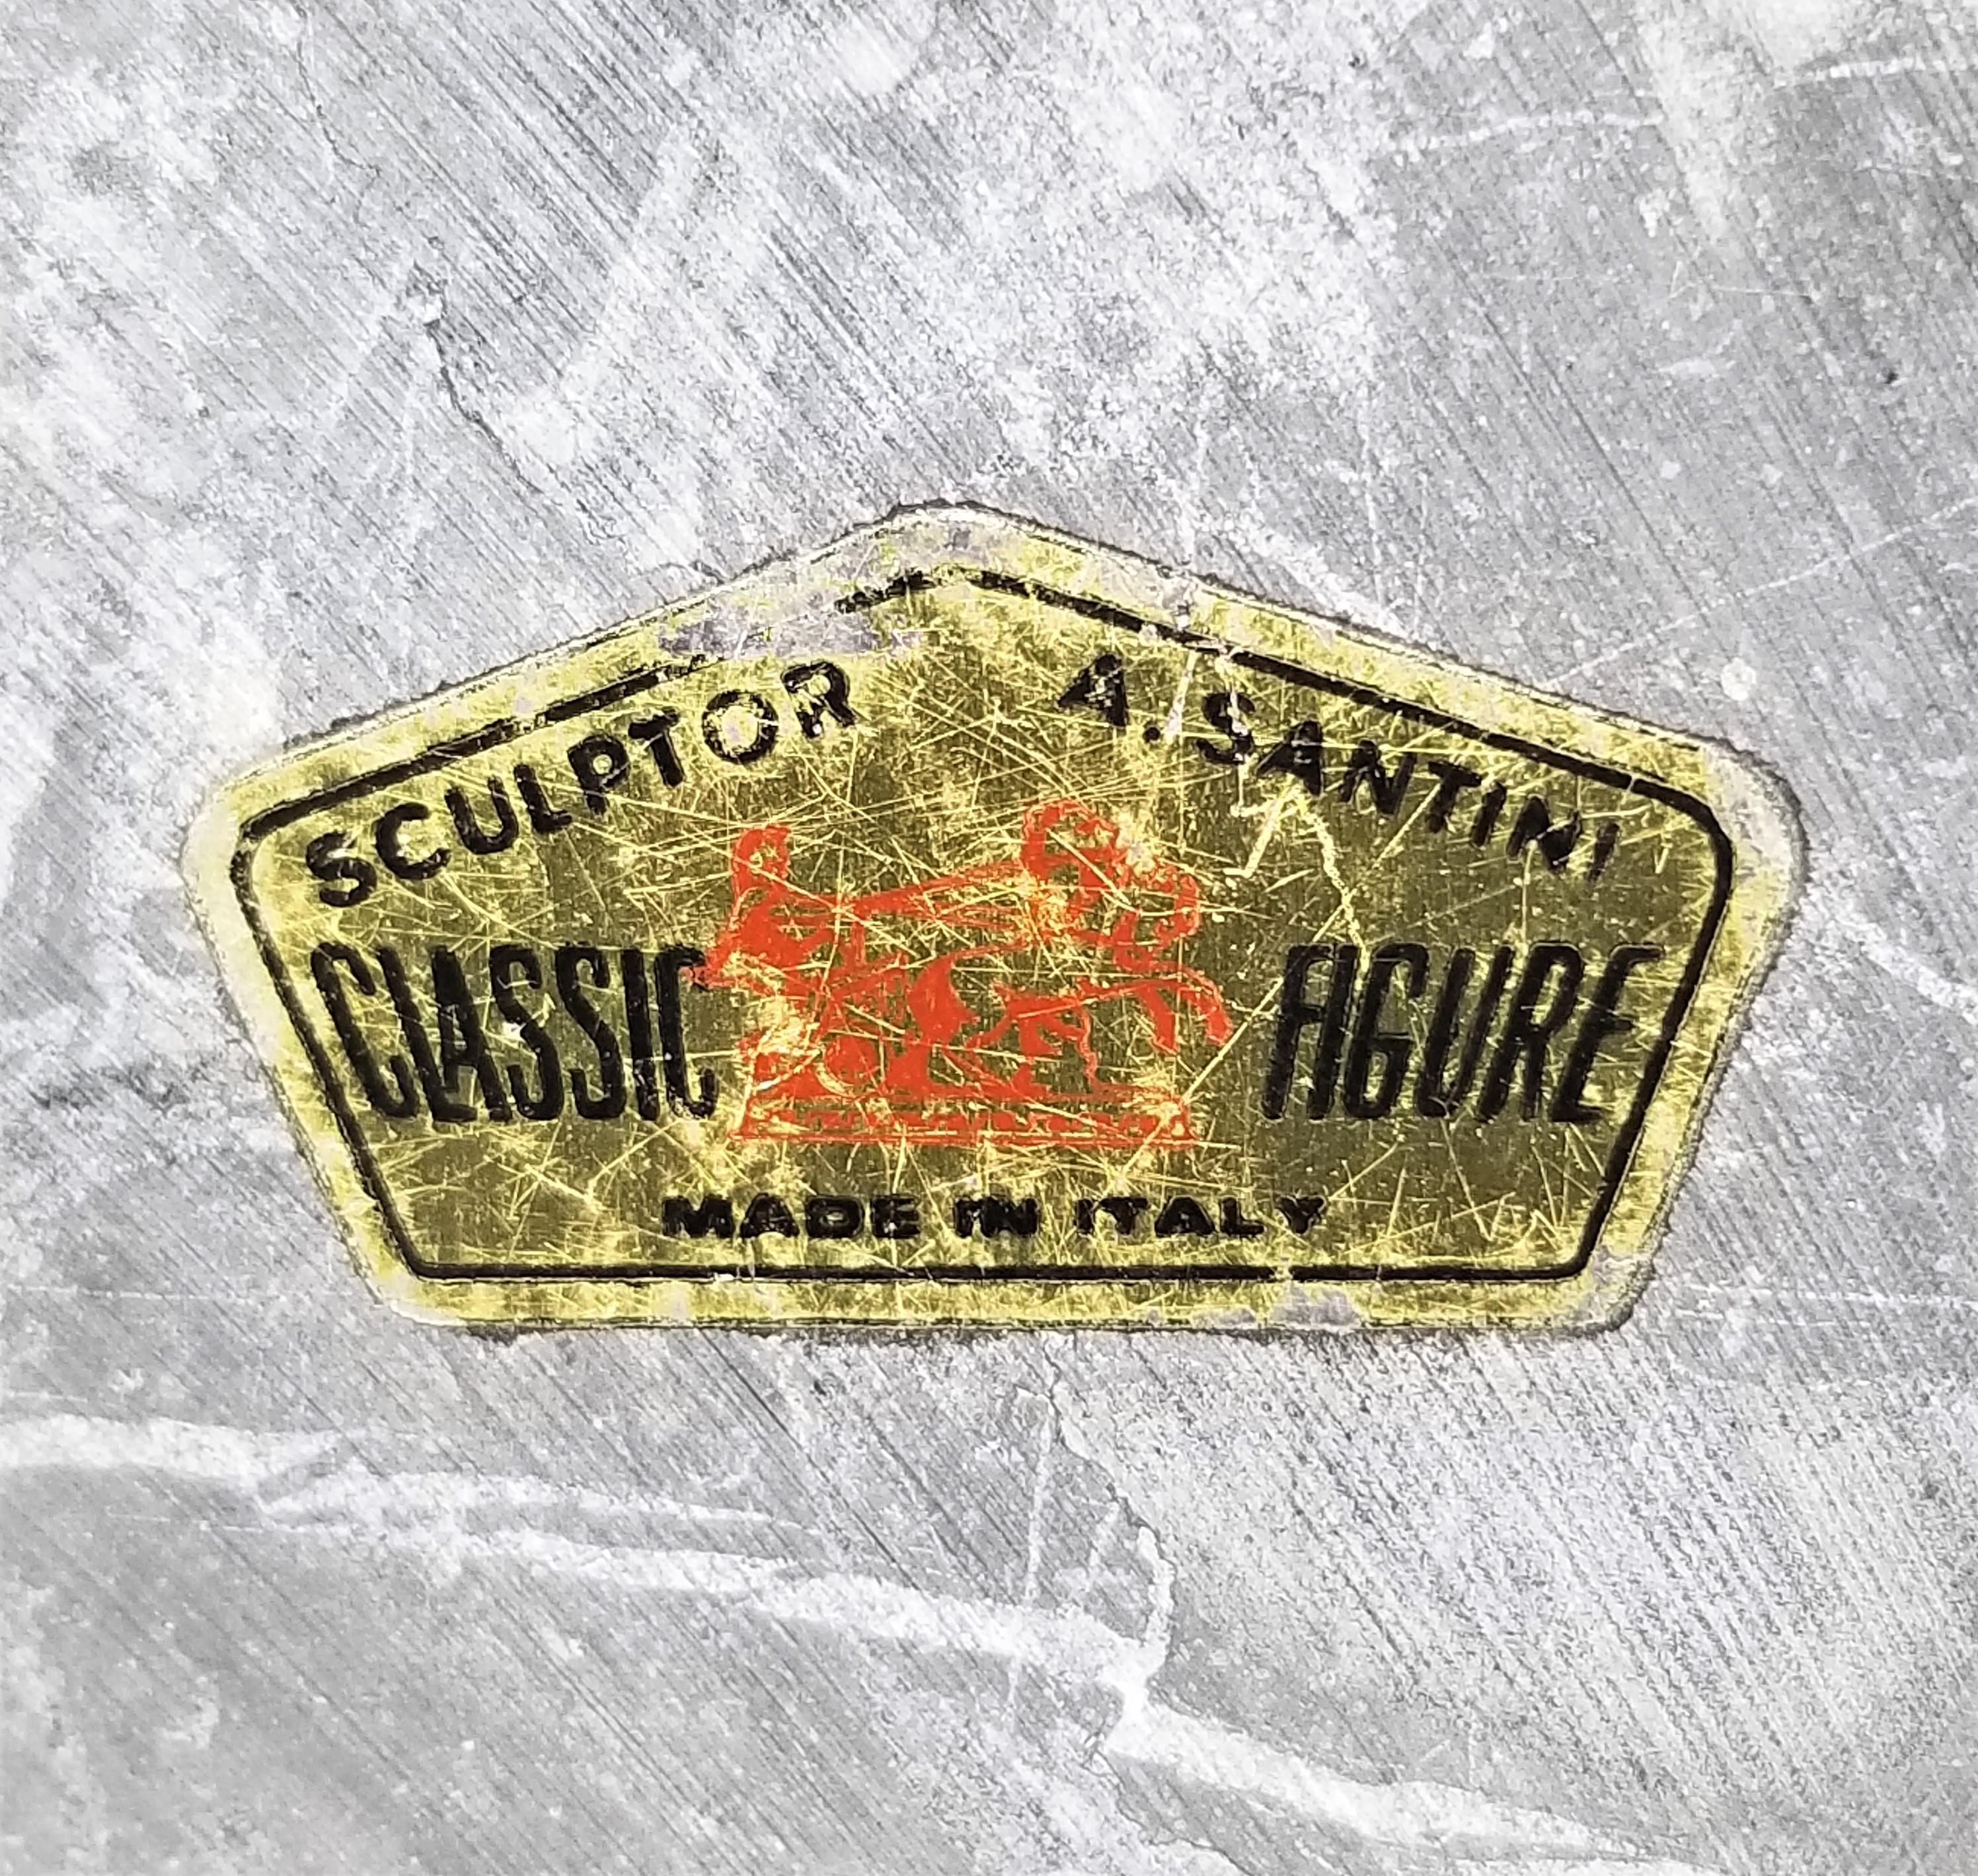 SCULPTOR A. SANTINI
CLASSIC FIGURE
MADE IN ITALY